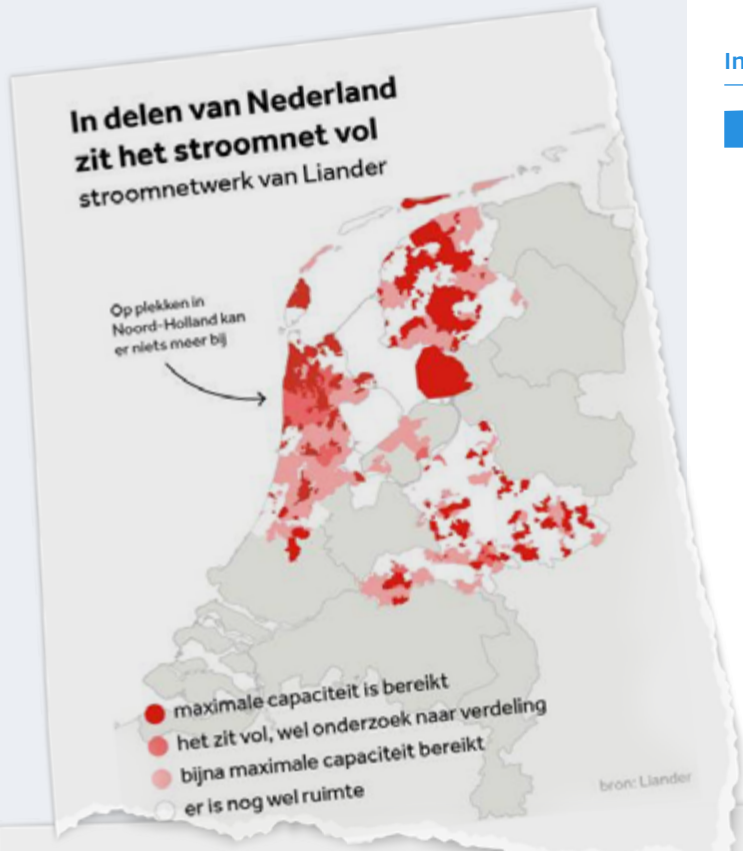 In delen van Nederland
zit het stroomnet vol
stroomnetwerk van Liander
Op plekken in
Noord-Holland kan
er niets meer bij
maximale capaciteit is bereikt
het zit vol, wel onderzoek naar verdeling
bijna maximale capaciteit bereikt
er is nog wel ruimte
bron: Liander
In